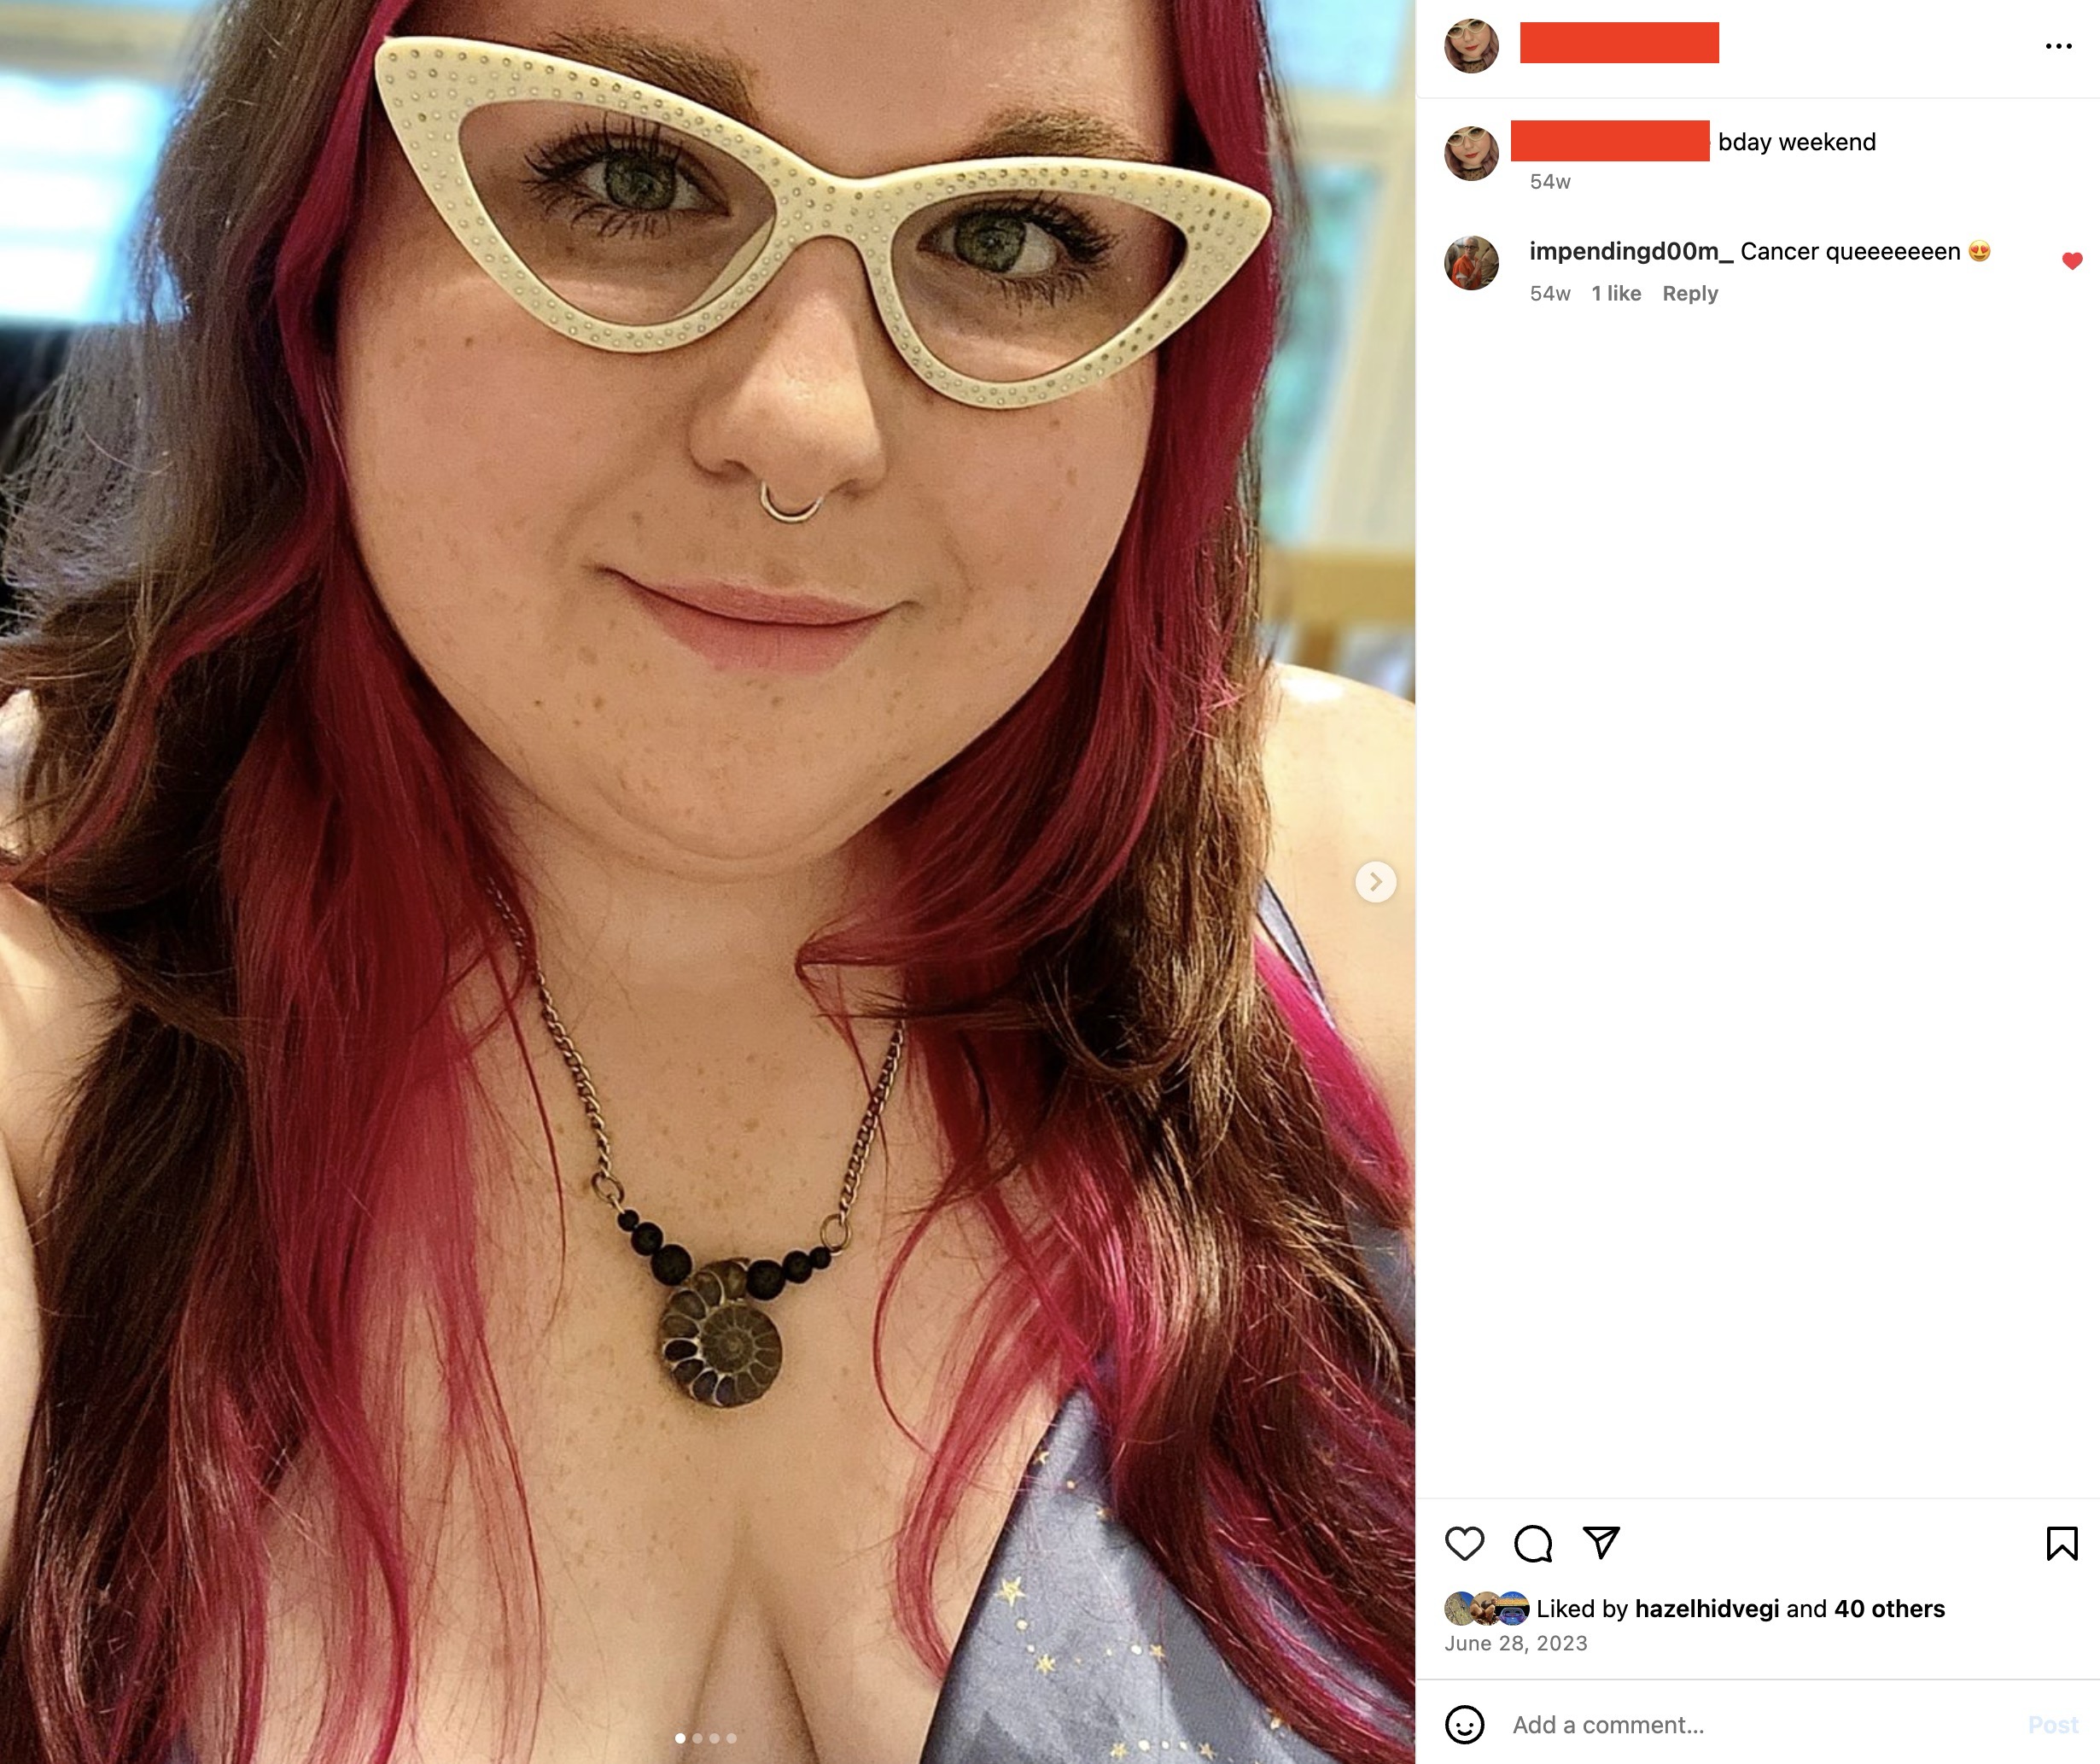 bday weekend
54w
impendingd00m_ Cancer queeeeeeen 😍
54w 1 like Reply
Liked by hazelhidvegi and 40 others
June 28, 2023
Add a comment...
Post